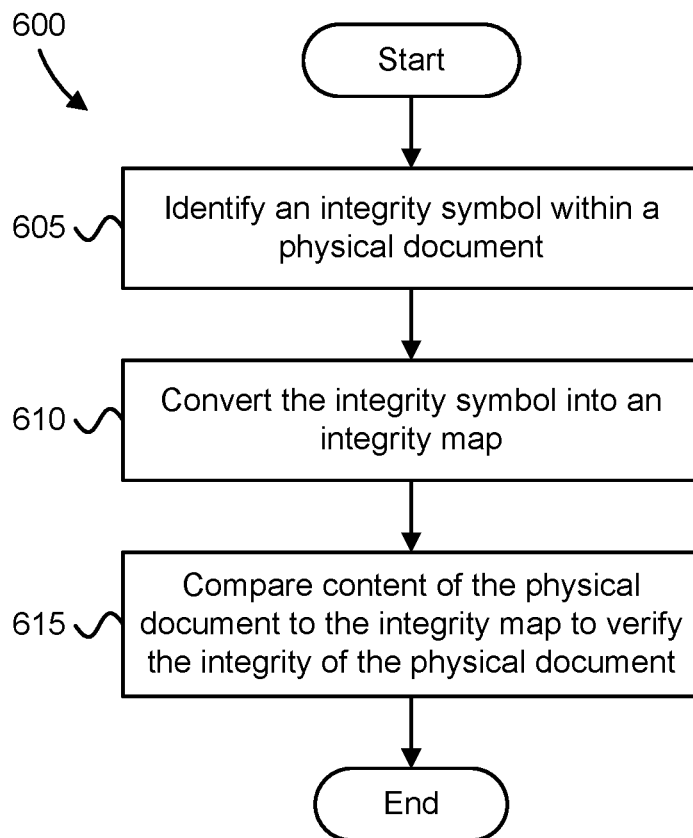 600
Start
605
Identify an integrity symbol within a
physical document
610
Convert the integrity symbol into an
integrity map
615
Compare content of the physical
document to the integrity map to verify
the integrity of the physical document
End